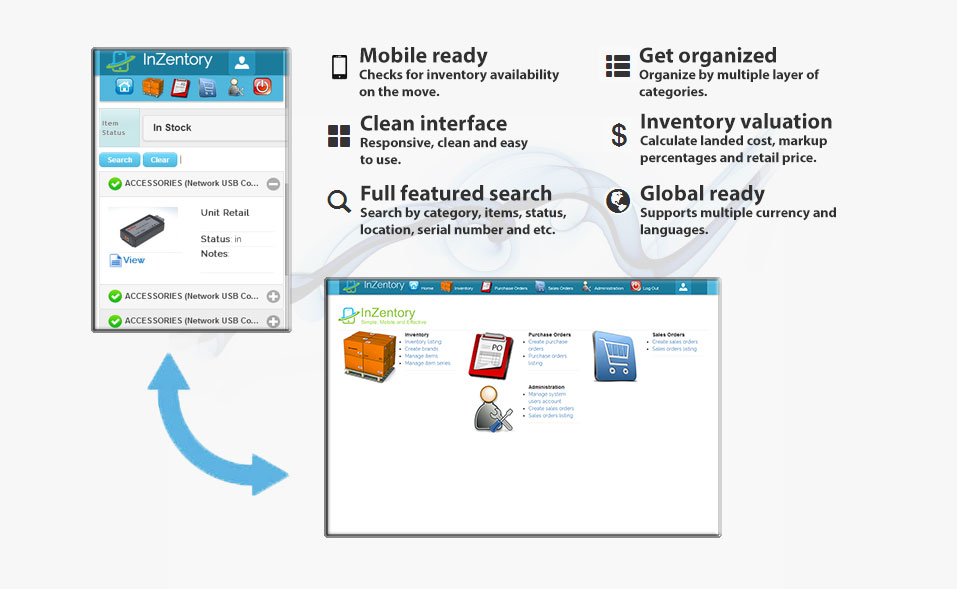 InZentory
Item
Status
In Stock
Search
Clear
ACCESSORIES (Network USB Co...
Unit Retail
Status: in
Notes:
View
ACCESSORIES (Network USB Co...
ACCESSORIES (Network USB Co...
Mobile ready
Checks for inventory availability
on the move.
Clean interface
Responsive, clean and easy
to use.
Full featured search
Search by category, items, status,
location, serial number and etc.
Get organized
Organize by multiple layer of
categories.
$ Inventory valuation
Calculate landed cost, markup
percentages and retail price.
Global ready
Supports multiple currency and
languages.
InZentory Home Inventory Purchase Orders Sales Orders Administration Log Out
InZentory
Simple, Mobile and Effective
Inventory
Inventory listing
Create brands
Manage items
Manage item series
PO
Purchase Orders
Create purchase
orders
Purchase orders
listing
Sales Orders
Create sales orders
Sales orders listing
Administration
Manage system
users account
Create sales orders
Sales orders listing